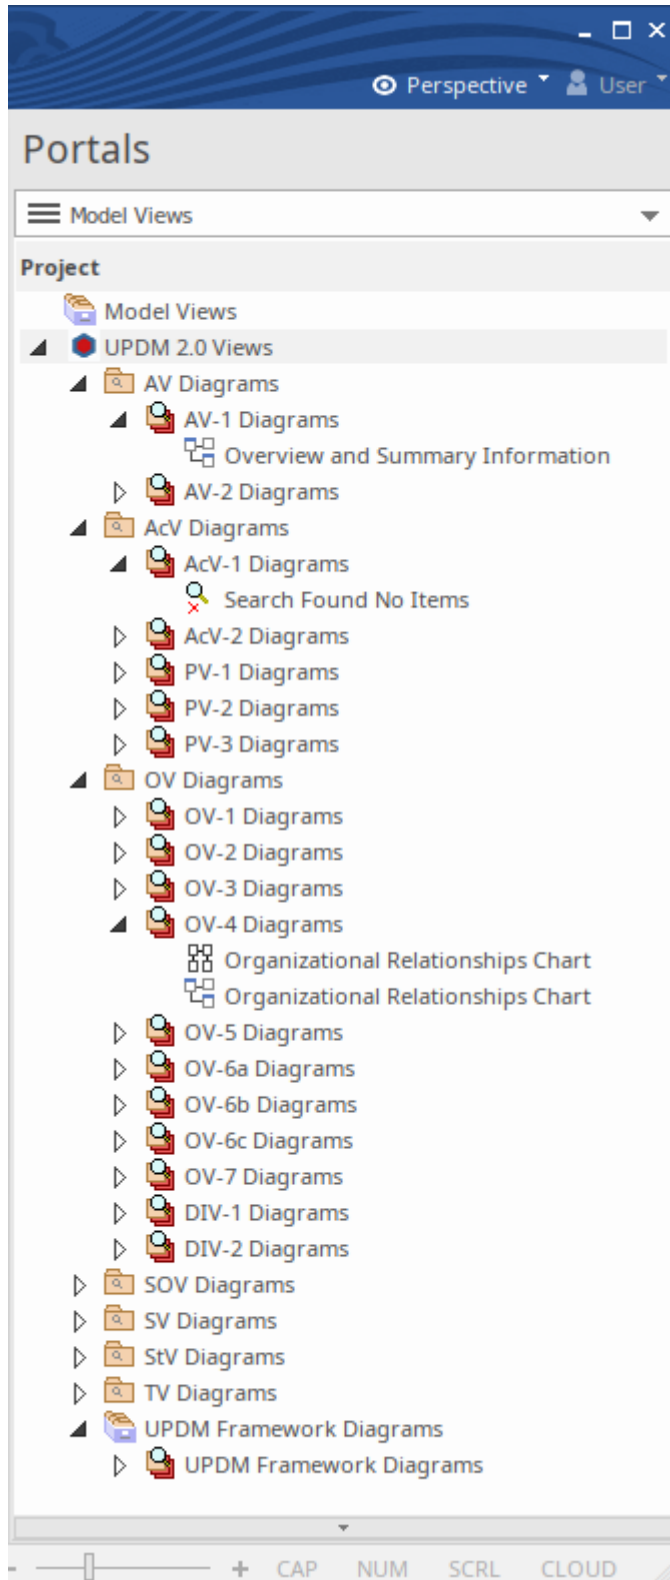 Perspective User
Portals
Model Views
Project
Model Views
UPDM 2.0 Views
AV Diagrams
AV-1 Diagrams
Overview and Summary Information
AV-2 Diagrams
AcV Diagrams
AcV-1 Diagrams
Search Found No Items
AcV-2 Diagrams
PV-1 Diagrams
PV-2 Diagrams
PV-3 Diagrams
OV Diagrams
OV-1 Diagrams
OV-2 Diagrams
OV-3 Diagrams
OV-4 Diagrams
Organizational Relationships Chart
Organizational Relationships Chart
OV-5 Diagrams
OV-6a Diagrams
OV-6b Diagrams
OV-6c Diagrams
OV-7 Diagrams
DIV-1 Diagrams
DIV-2 Diagrams
SOV Diagrams
SV Diagrams
StV Diagrams
TV Diagrams
UPDM Framework Diagrams
UPDM Framework Diagrams
CAP NUM SCRL CLOUD